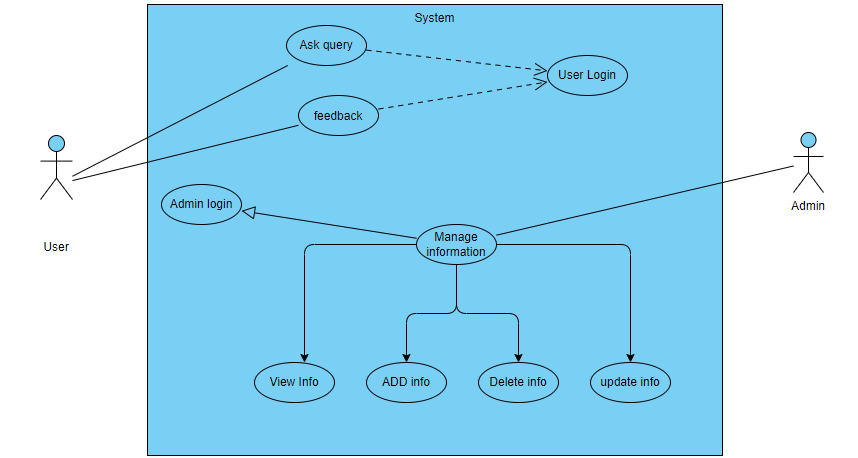 System
Ask query
User Login
feedback
User
Admin
Admin login
Manage
information
View Info
ADD info
Delete info
update info